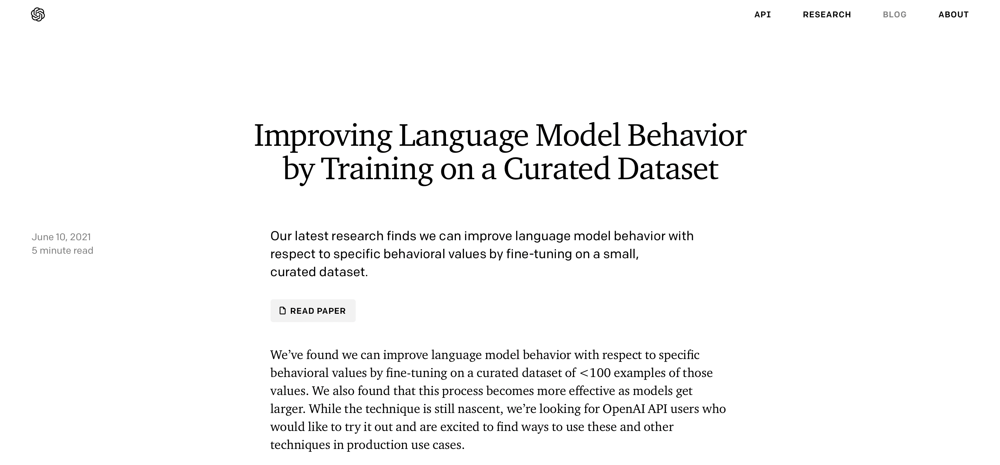 API RESEARCH BLOG ABOUT
Improving Language Model Behavior
by Training on a Curated Dataset
June 10, 2021
5 minute read
Our latest research finds we can improve language model behavior with
respect to specific behavioral values by fine-tuning on a small,
curated dataset.
READ PAPER
We’ve found we can improve language model behavior with respect to specific
behavioral values by fine-tuning on a curated dataset of <100 examples of those
values. We also found that this process becomes more effective as models get
larger. While the technique is still nascent, we’re looking for OpenAI API users who
would like to try it out and are excited to find ways to use these and other
techniques in production use cases.